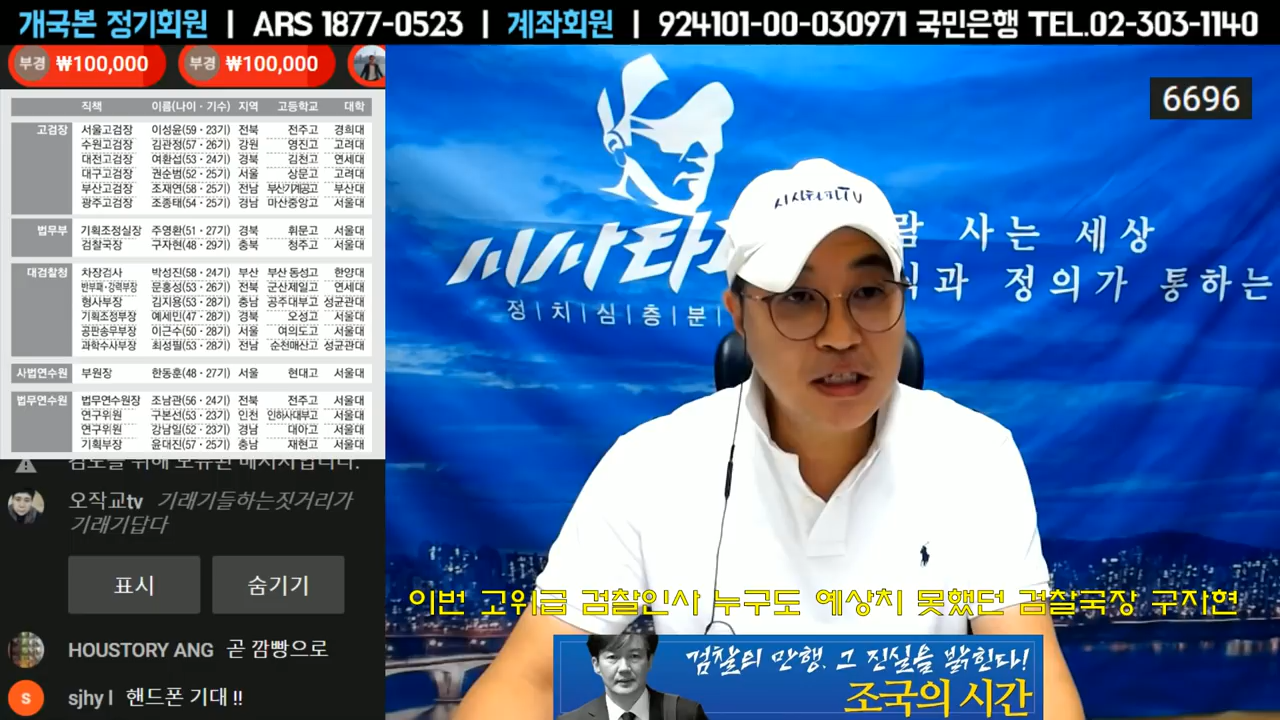 개국본 정기회원 | ARS 1877-0523 | 계좌회원 | 924101-00-030971 국민은행 TEL.02-303-1140
부경 ₩100,000 부경 ₩100,000
6696
직책 이름(나이·기수) 지역 고등학교 대학
고검장 서울고검장 이성윤(59·23기) 전북 전주고 경희대
수원고검장 김관정(57·26기) 강원 영진고 고려대
대전고검장 여환섭(53·24기) 경북 김천고 연세대
대구고검장 권순범(52·25기) 서울 상문고 고려대
부산고검장 조재연(58·25기) 전남 부산기계공고 부산대
광주고검장 조종태(54·25기) 경남 마산중앙고 서울대
법무부 기획조정실장 주영환(51·27기) 경북 휘문고 서울대
검찰국장 구자현(48·29기) 충북 청주고 서울대
대검찰청 차장검사 박성진(58·24기) 부산 부산 동성고 한양대
반부패·강력부장 문홍성(53·26기) 전북 군산제일고 연세대
형사부장 김지용(53·28기) 충남 공주대부고 성균관대
기획조정부장 예세민(47·28기) 경북 오성고 서울대
공판송무부장 이근수(50·28기) 서울 여의도고 서울대
과학수사부장 최성필(53·28기) 전남 순천매산고 성균관대
사법연수원 부원장 한동훈(48·27기) 서울 현대고 서울대
법무연수원 법무연수원장 조남관(56·24기) 전북 전주고 서울대
연구위원 구본선(53·23기) 인천 인하사대부고 서울대
연구위원 강남일(52·23기) 경남 대아고 서울대
기획부장 윤대진(57·25기) 충남 재현고 서울대
검토를 위해 보류된 메시지입니다.
오작교tv 기래기들하는짓거리가
기래기답다
표시 숨기기
HOUSTORY ANG 곧 깜빵으로
s sjhy l 핸드폰 기대 !!
시사타
정|치|심|층|분|
시사타파TV
람 사는 세상
식과 정의가 통하는
이번 고위급 검찰인사 누구도 예상치 못했던 검찰국장 구자현
검찰의 만행. 그 진실을 밝힌다!
조국의 시간